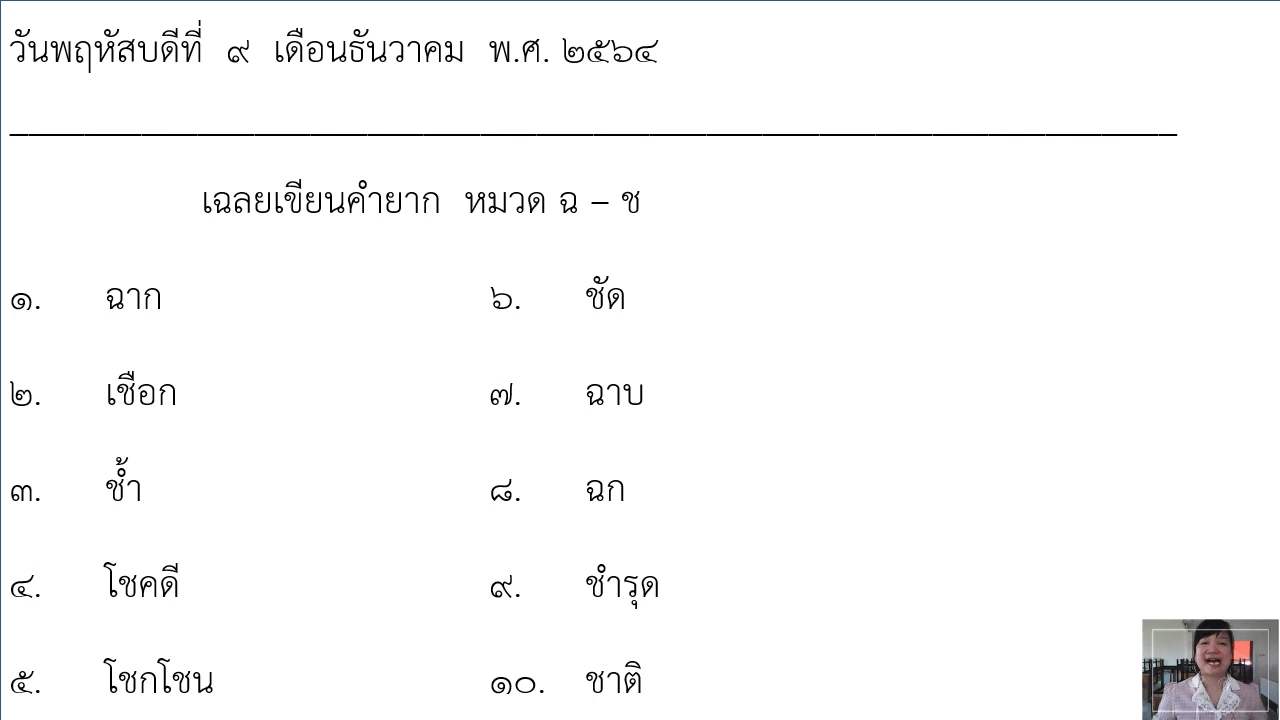 วันพฤหัสบดีที่ ๙ เดือนธันวาคม พ.ศ. ๒๕๖๔
เฉลยเขียนคำยาก หมวด ฉ – ช
๑. ฉาก ๖. ชัด
๒. เชือก ๗. ฉาบ
๓. ช้ำ ๘. ฉก
๔. โชคดี ๙. ชำรุด
๕. โชกโชน ๑๐. ชาติ